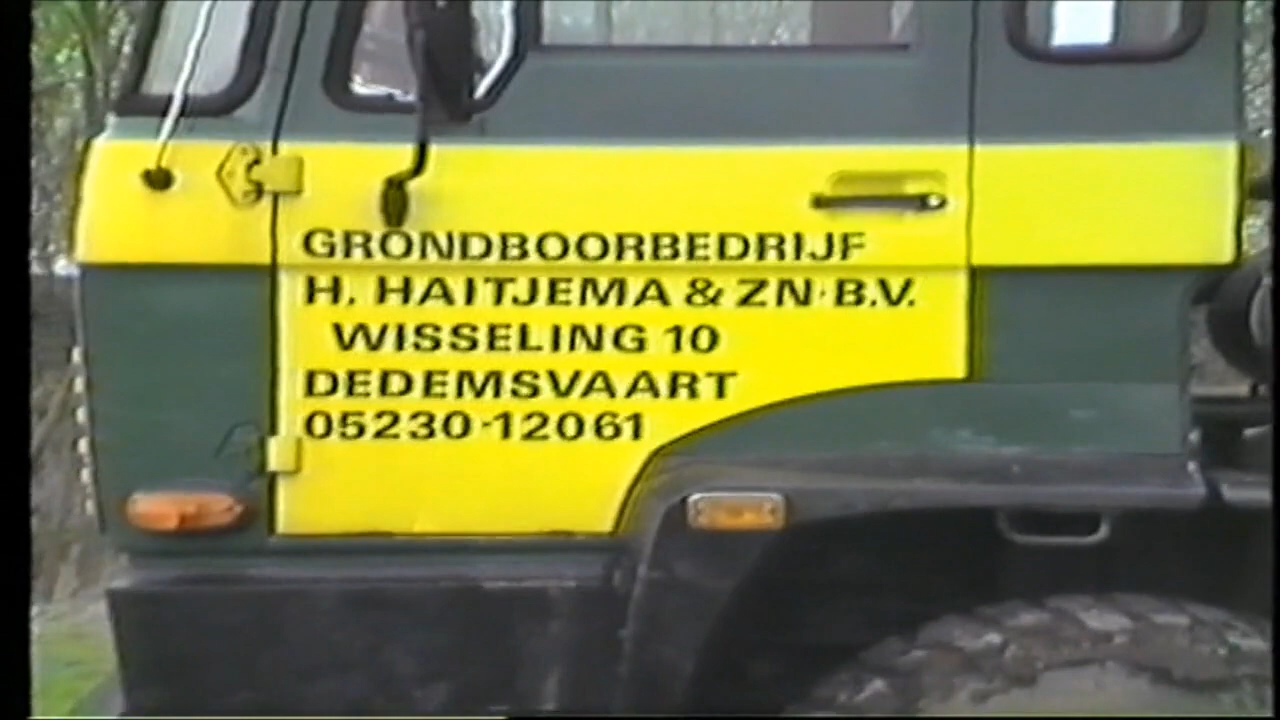 GRONDBOORBEDRIJF
H. HAITJEMA & ZN. B.V.
WISSELING 10
DEDEMSVAART
05230-12061